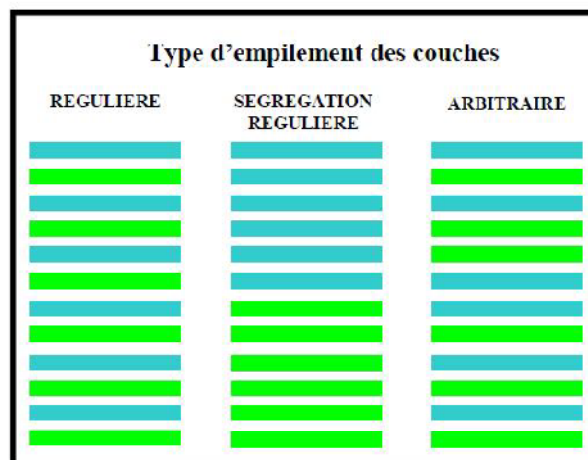 Type d’empilement des couches
REGULIERE
SEGREGATION
REGULIERE
ARBITRAIRE